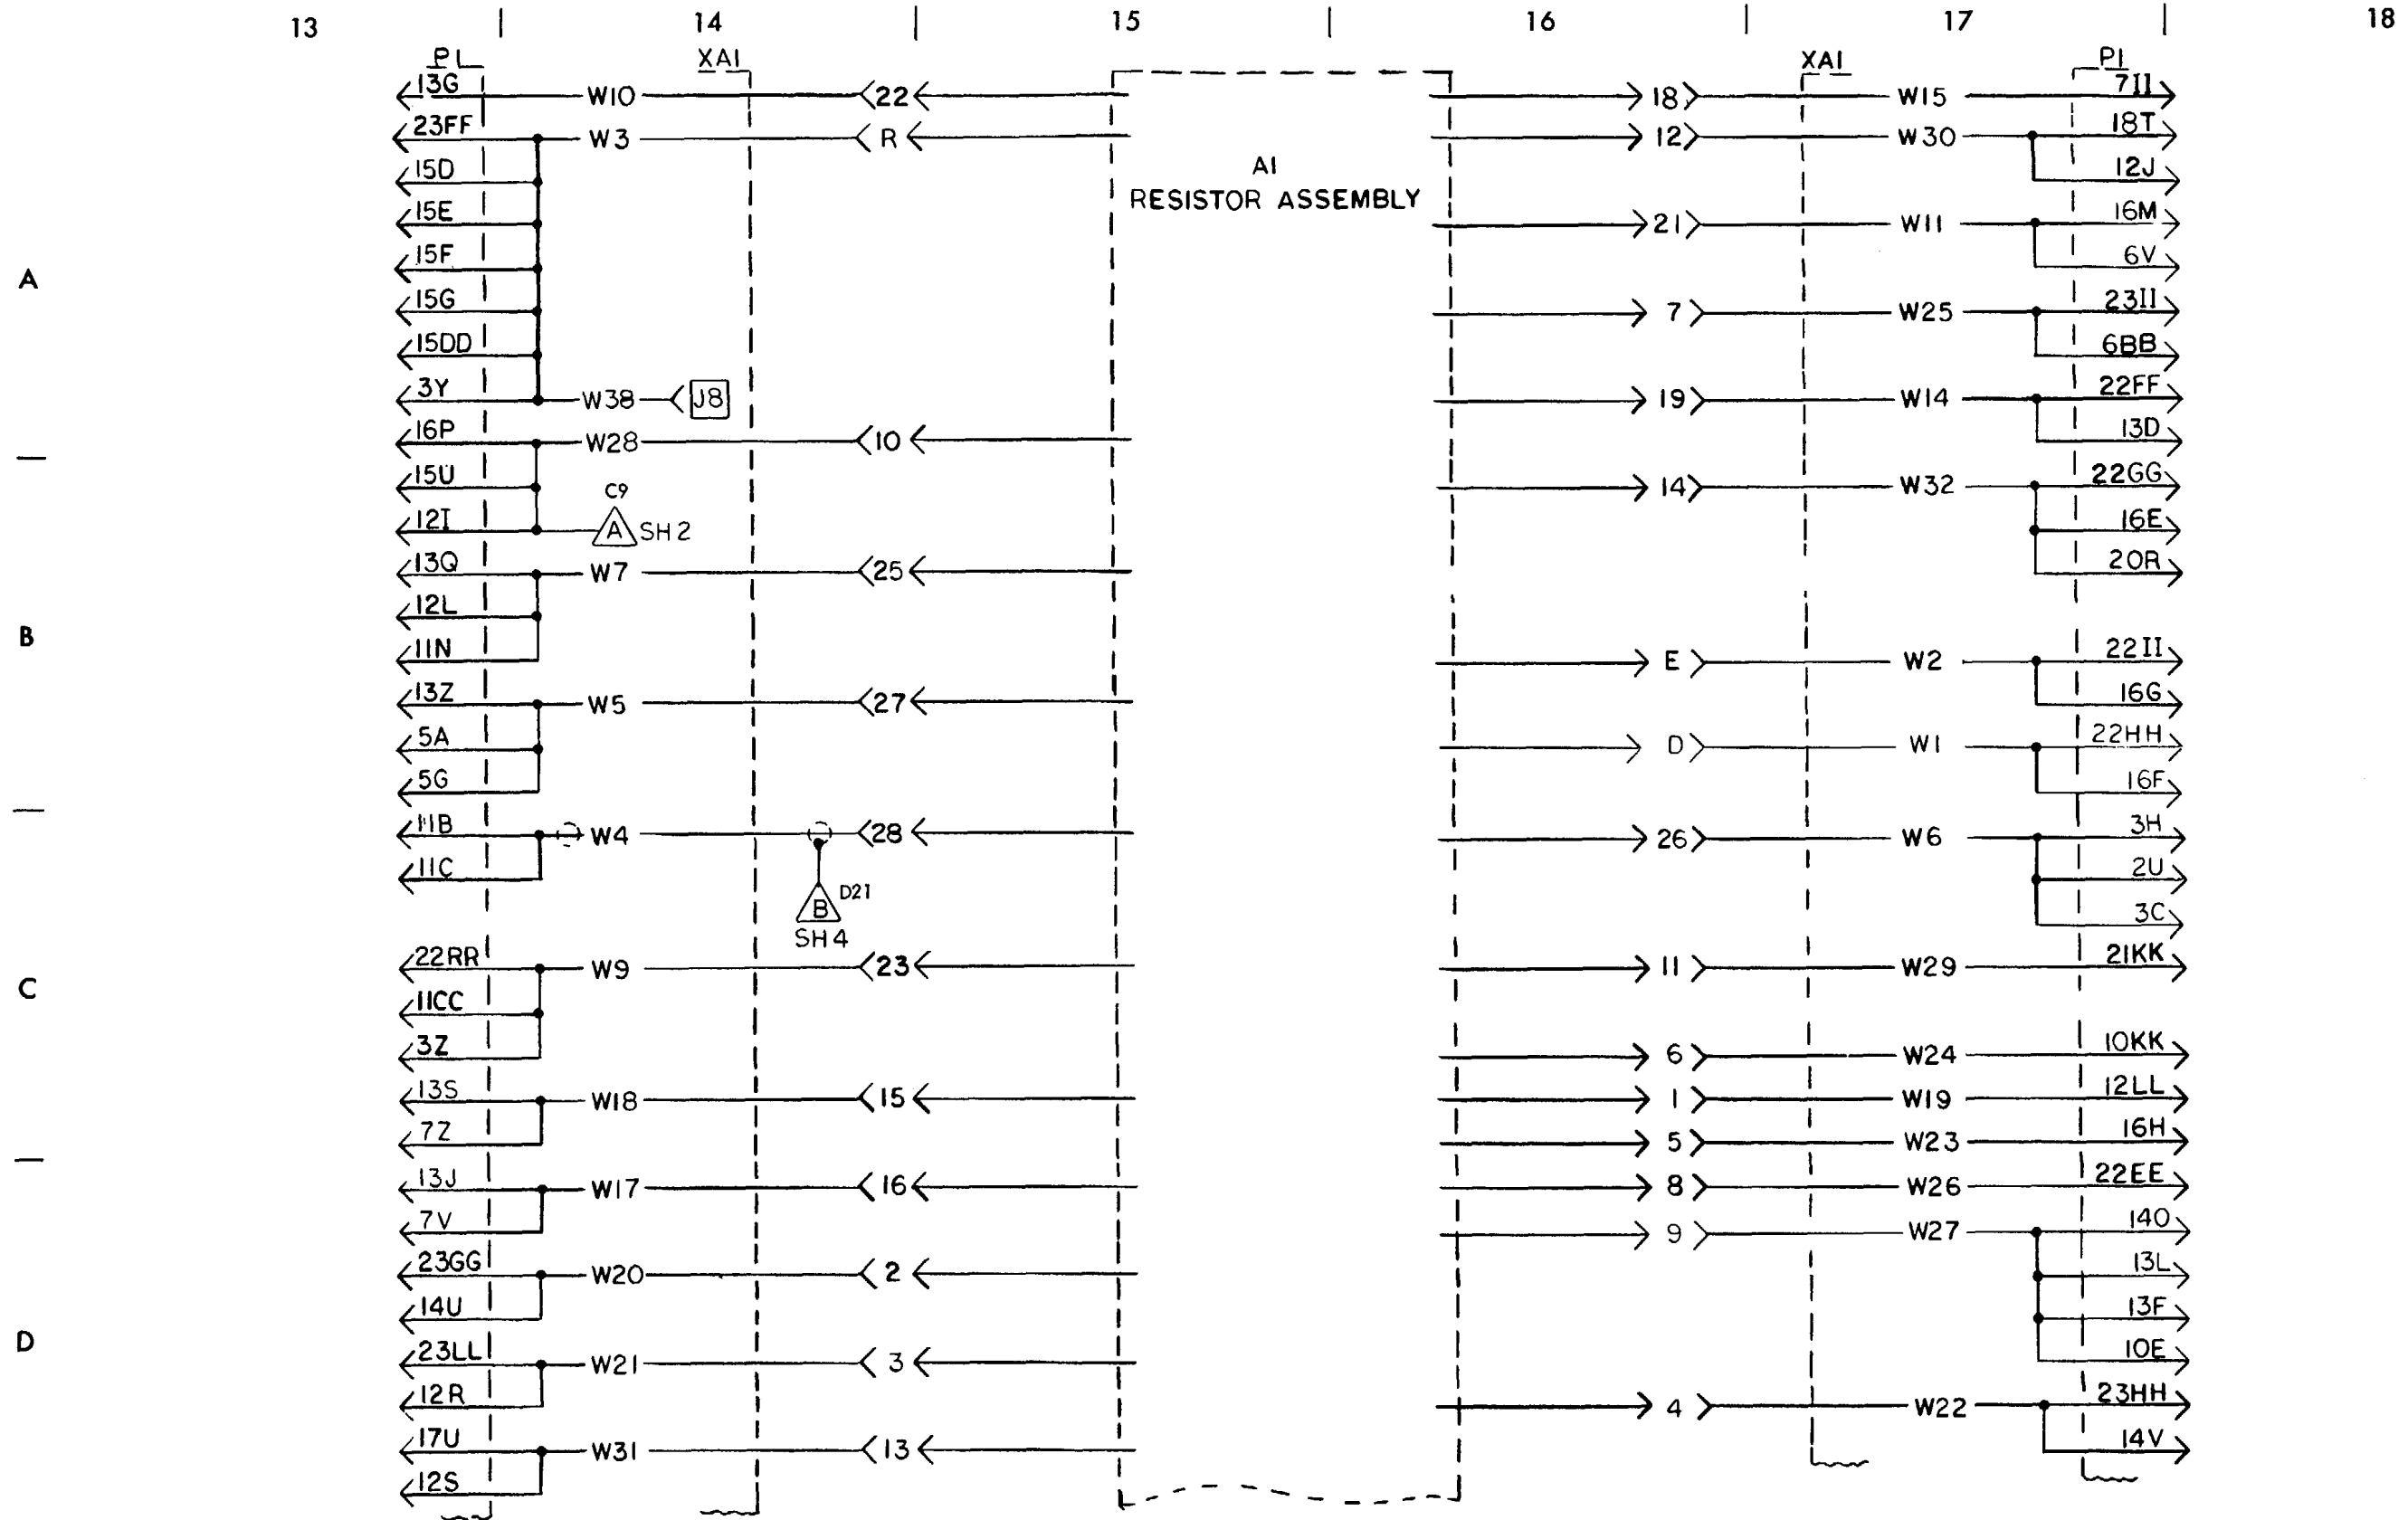 13 14 15 16 17 18
P1 XA1 XA1 P1
13G W10 22 18 W15 7II
23FF W3 R 12 W30 18T
A1
RESISTOR ASSEMBLY
15D 12J
15E 21 W11 16M
15F 6V
A
15G 7 W25 23II
15DD 6BB
3Y W38 J8 19 W14 22FF
16P W28 10 13D
15U 14 W32 22GG
C9
12I A SH 2 16E
13Q W7 25 20R
12L
B
11N E W2 22II
13Z W5 27 16G
5A D W1 22HH
5G 16F
11B W4 28 26 W6 3H
11C 2U
B D21
SH 4
3C
22RR W9 23 11 W29 21KK
C
11CC
3Z 6 W24 10KK
13S W18 15 1 W19 12LL
7Z 5 W23 16H
13J W17 16 8 W26 22EE
7V 9 W27 14O
23GG W20 2 13L
14U 13F
D
23LL W21 3 10E
12R 4 W22 23HH
17U W31 13 14V
12S